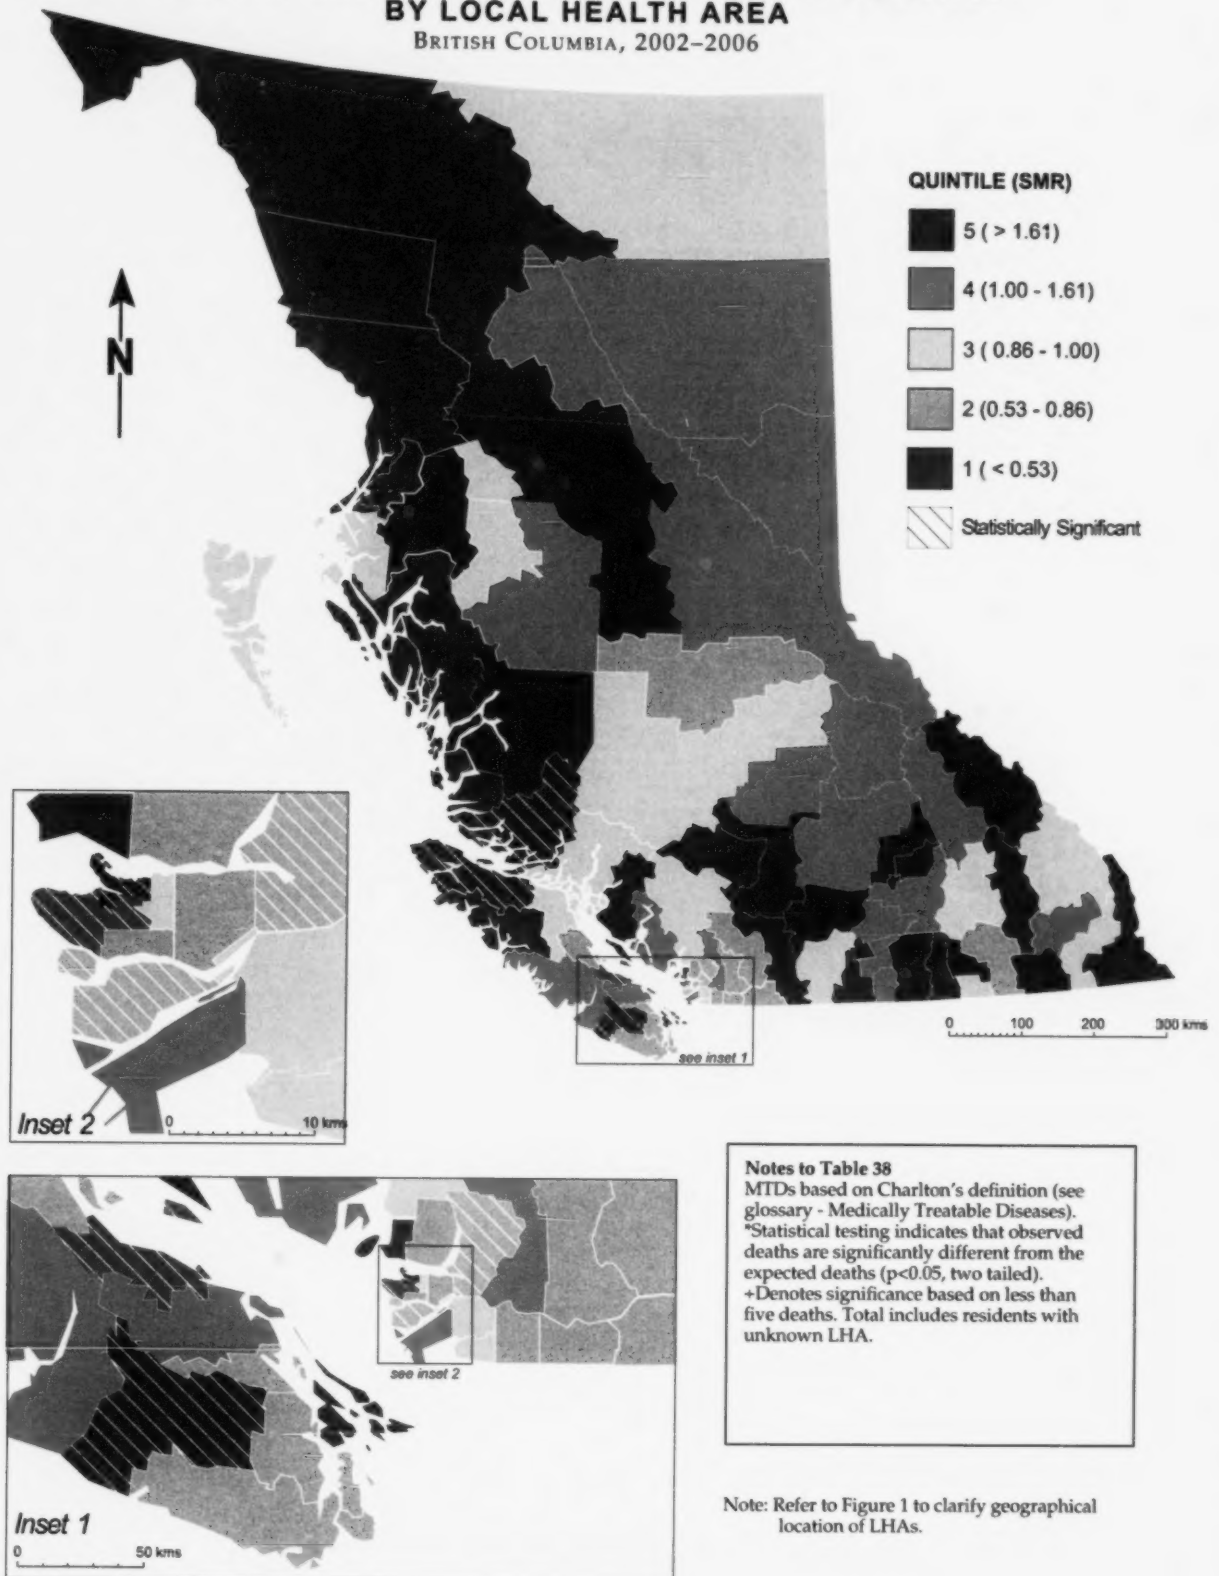 BY LOCAL HEALTH AREA
BRITISH COLUMBIA, 2002–2006
QUINTILE (SMR)
5 ( > 1.61)
4 (1.00 - 1.61)
3 ( 0.86 - 1.00)
2 (0.53 - 0.86)
1 ( < 0.53)
Statistically Significant
N
0 100 200 300 kms
see inset 1
Inset 2
0 10 kms
see inset 2
Inset 1
0 50 kms
Notes to Table 38
MTDs based on Charlton's definition (see
glossary - Medically Treatable Diseases).
*Statistical testing indicates that observed
deaths are significantly different from the
expected deaths (p<0.05, two tailed).
+Denotes significance based on less than
five deaths. Total includes residents with
unknown LHA.
Note: Refer to Figure 1 to clarify geographical
location of LHAs.